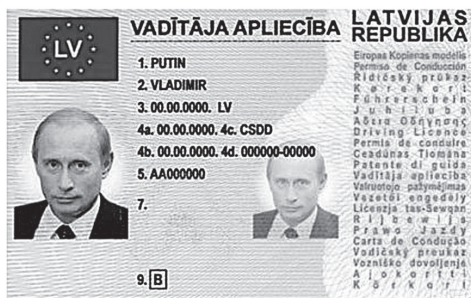 LV
VADĪTĀJA APLIECĪBA
LATVIJAS
REPUBLIKA
1. PUTIN
2. VLADIMIR
3. 00.00.0000. LV
4a. 00.00.0000. 4c. CSDD
4b. 00.00.0000. 4d. 000000-00000
5. AA000000
7.
9. B
Eiropas Kopienas modelis
Permiso de Conducción
Řidičský průkaz
Kørekort
Führerschein
Juhiluba
Άδεια Οδήγησης
Driving Licence
Permis de conduire
Ceadúnas Tiomána
Patente di guida
Vadītāja apliecība
Vairuotojo pažymėjimas
Vezetői engedély
Liċenzja tas-Sewqan
Rijbewijs
Prawo Jazdy
Carta de Condução
Vodičský preukaz
Vozniško dovoljenje
Ajokortti
Körkort